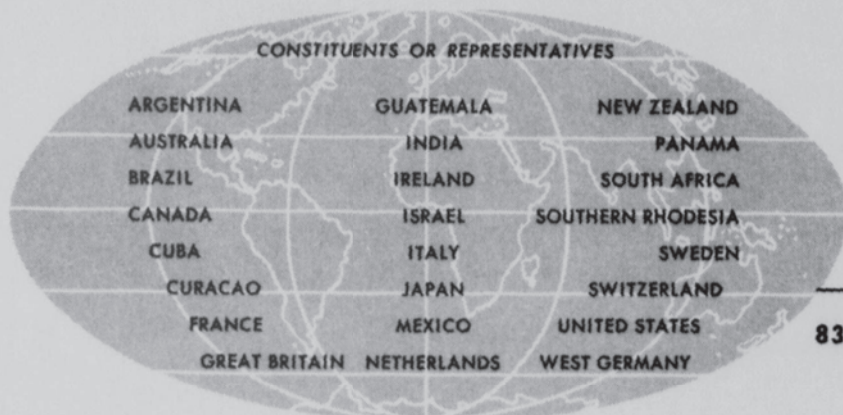 CONSTITUENTS OR REPRESENTATIVES
ARGENTINA GUATEMALA NEW ZEALAND
AUSTRALIA INDIA PANAMA
BRAZIL IRELAND SOUTH AFRICA
CANADA ISRAEL SOUTHERN RHODESIA
CUBA ITALY SWEDEN
CURACAO JAPAN SWITZERLAND
FRANCE MEXICO UNITED STATES
83
GREAT BRITAIN NETHERLANDS WEST GERMANY